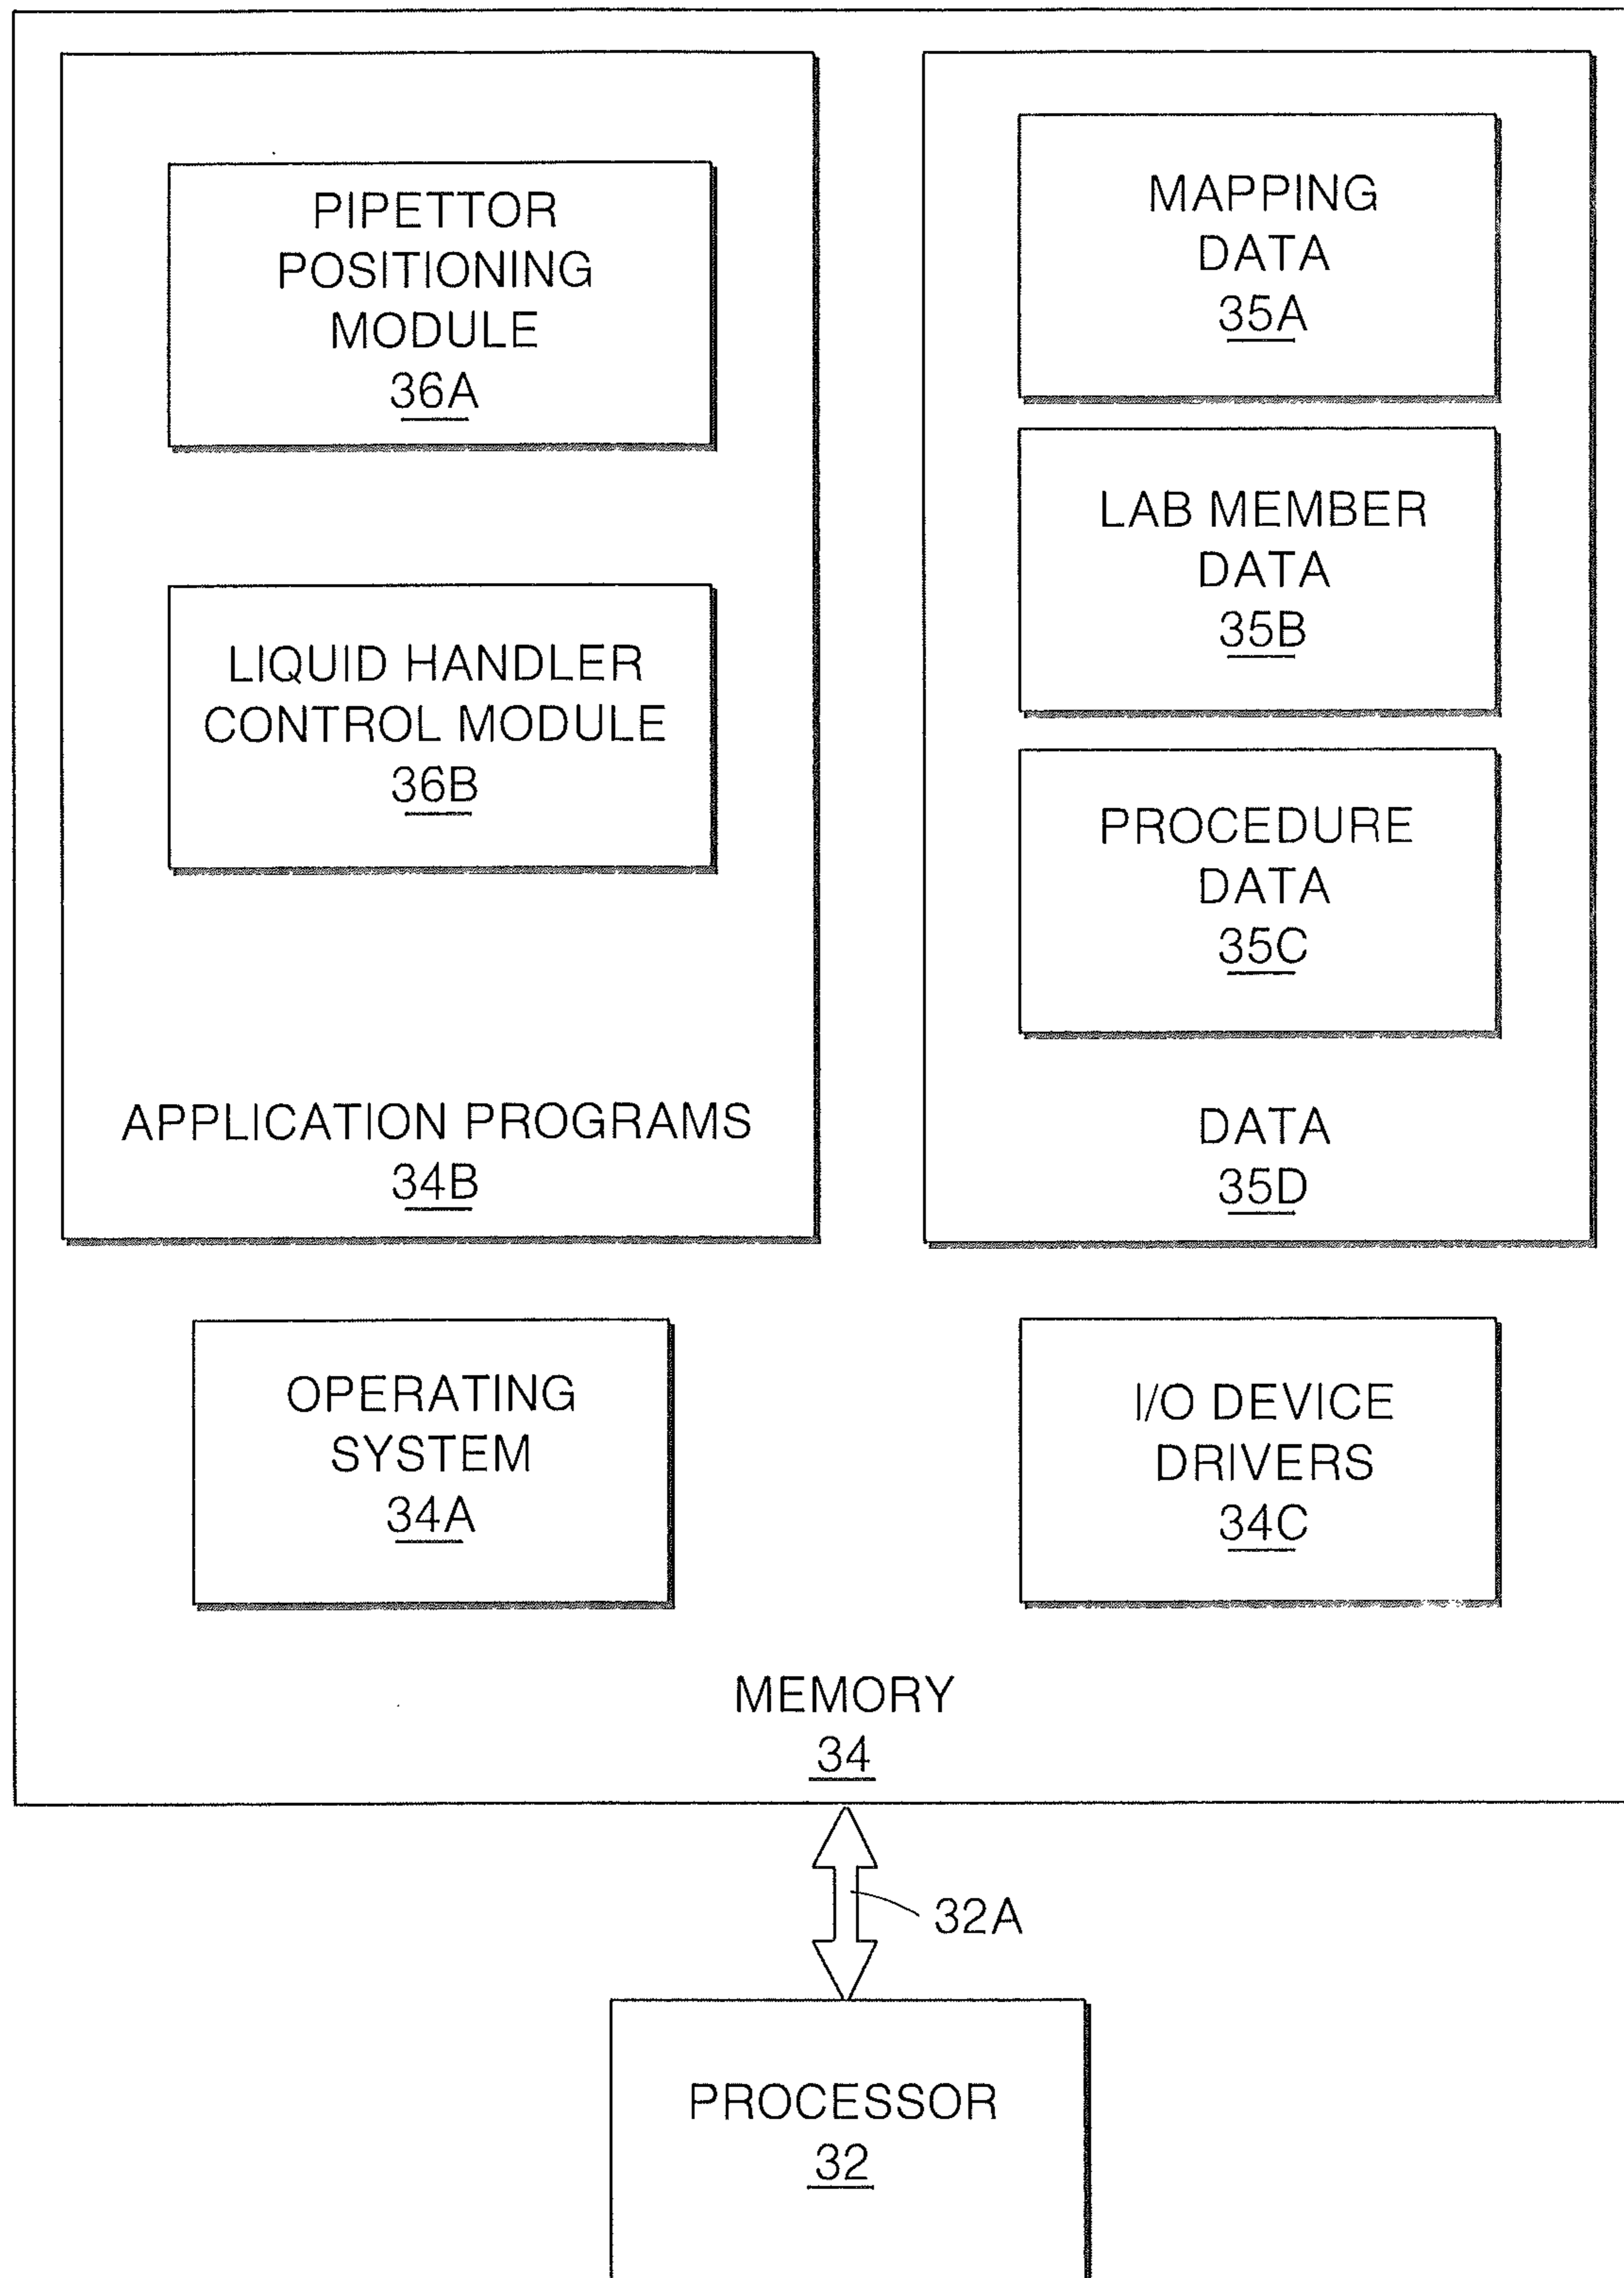 PIPETTOR
POSITIONING
MODULE
36A
LIQUID HANDLER
CONTROL MODULE
36B
APPLICATION PROGRAMS
34B
MAPPING
DATA
35A
LAB MEMBER
DATA
35B
PROCEDURE
DATA
35C
DATA
35D
OPERATING
SYSTEM
34A
I/O DEVICE
DRIVERS
34C
MEMORY
34
32A
PROCESSOR
32